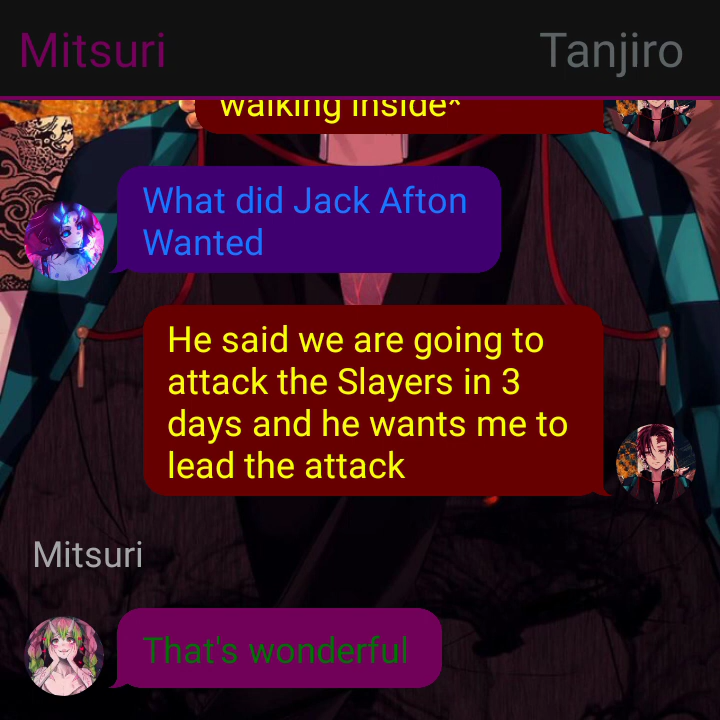 Mitsuri
Tanjiro
walking inside*
What did Jack Afton
Wanted
He said we are going to
attack the Slayers in 3
days and he wants me to
lead the attack
Mitsuri
That's wonderful